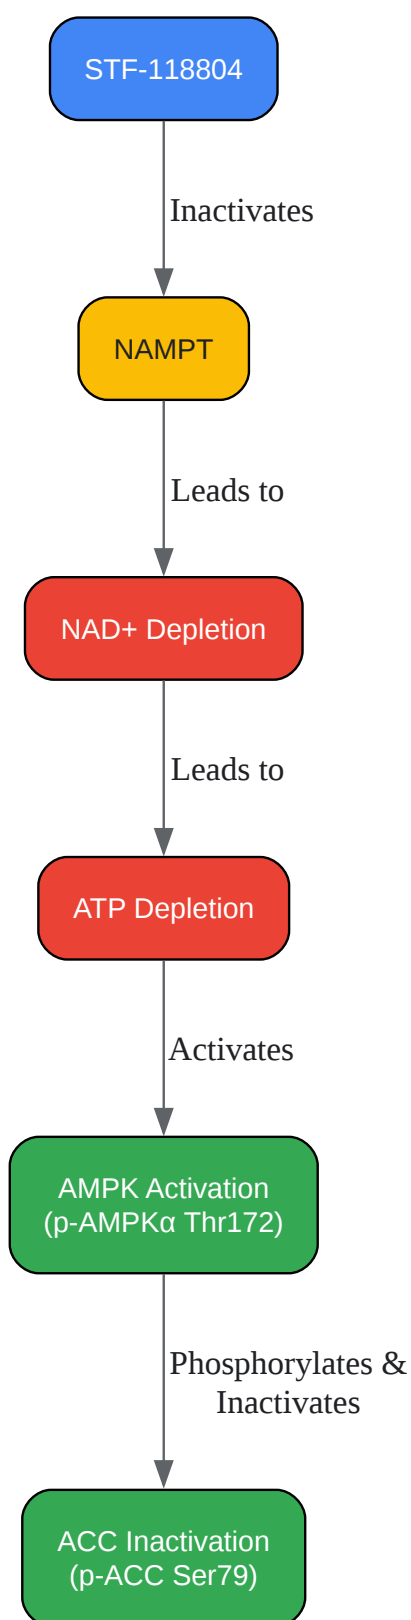 STF-118804
Inactivates
NAMPT
Leads to
NAD+ Depletion
Leads to
ATP Depletion
Activates
AMPK Activation
(p-AMPKα Thr172)
Phosphorylates &
Inactivates
ACC Inactivation
(p-ACC Ser79)